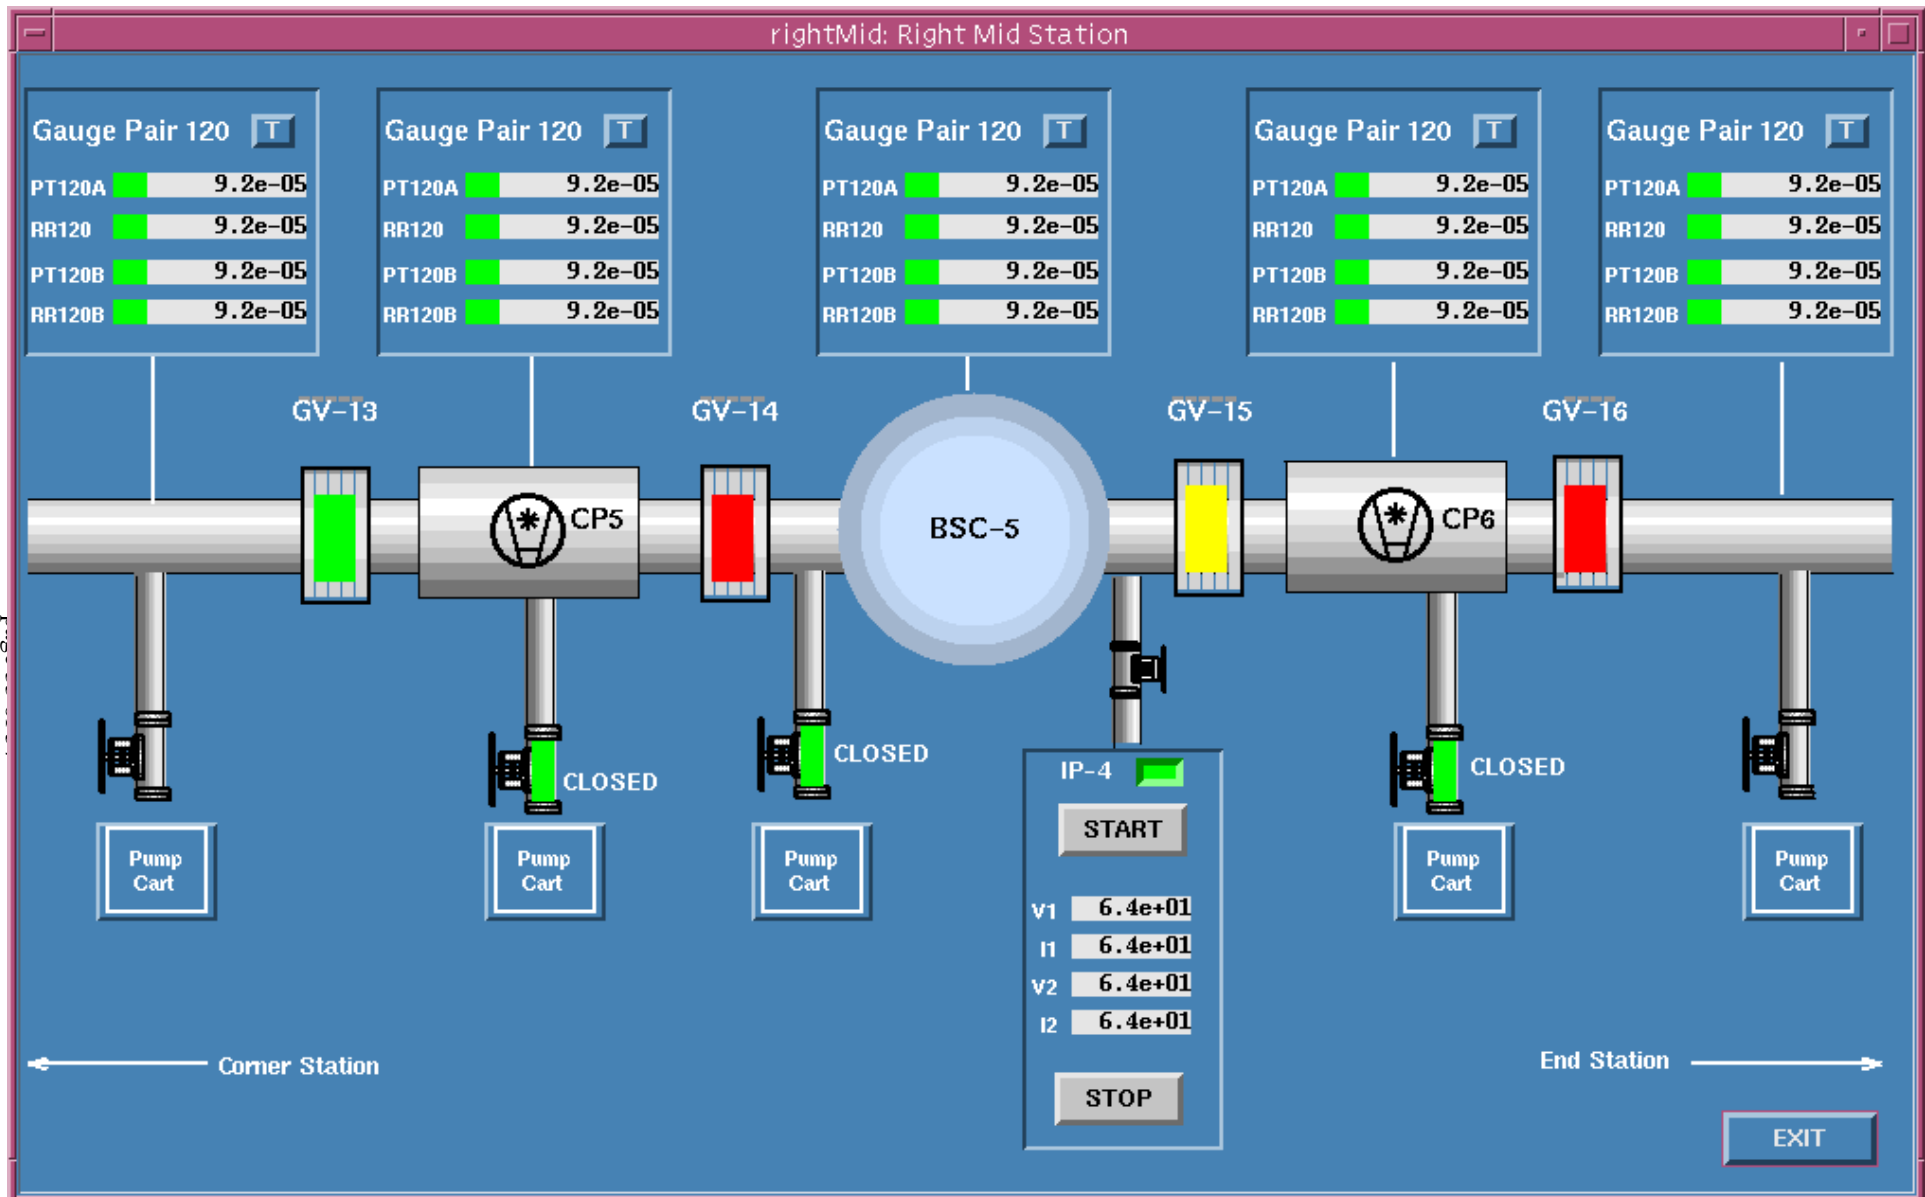 rightMid: Right Mid Station
Gauge Pair 120 T
PT120A 9.2e-05
RR120 9.2e-05
PT120B 9.2e-05
RR120B 9.2e-05
Gauge Pair 120 T
PT120A 9.2e-05
RR120 9.2e-05
PT120B 9.2e-05
RR120B 9.2e-05
Gauge Pair 120 T
PT120A 9.2e-05
RR120 9.2e-05
PT120B 9.2e-05
RR120B 9.2e-05
Gauge Pair 120 T
PT120A 9.2e-05
RR120 9.2e-05
PT120B 9.2e-05
RR120B 9.2e-05
Gauge Pair 120 T
PT120A 9.2e-05
RR120 9.2e-05
PT120B 9.2e-05
RR120B 9.2e-05
GV-13
GV-14
GV-15
GV-16
CP5
BSC-5
CP6
CLOSED
CLOSED
CLOSED
Pump
Cart
Pump
Cart
Pump
Cart
IP-4
START
V1 6.4e+01
I1 6.4e+01
V2 6.4e+01
I2 6.4e+01
STOP
Pump
Cart
Pump
Cart
Corner Station
End Station
EXIT